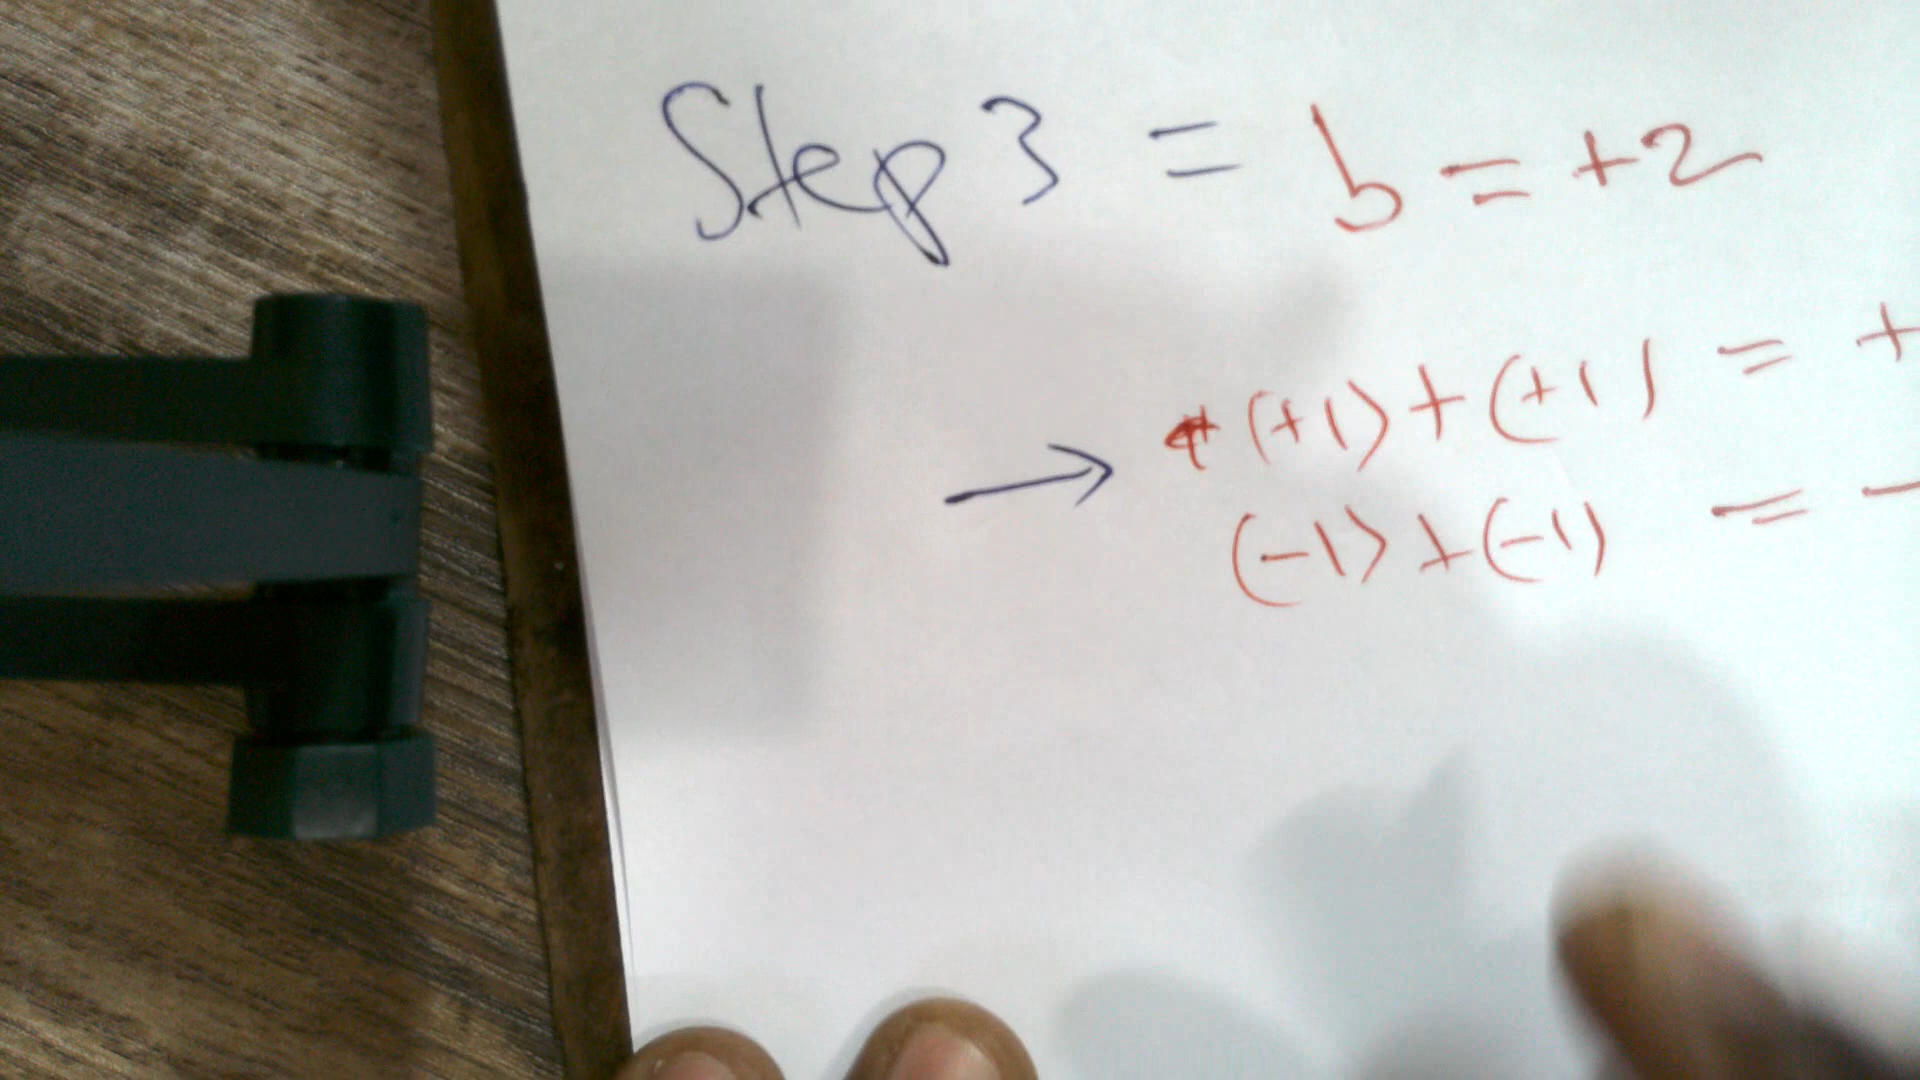 Step 3 = b = +2
(+1) + (+1) = +
→ (-1) + (-1) = -